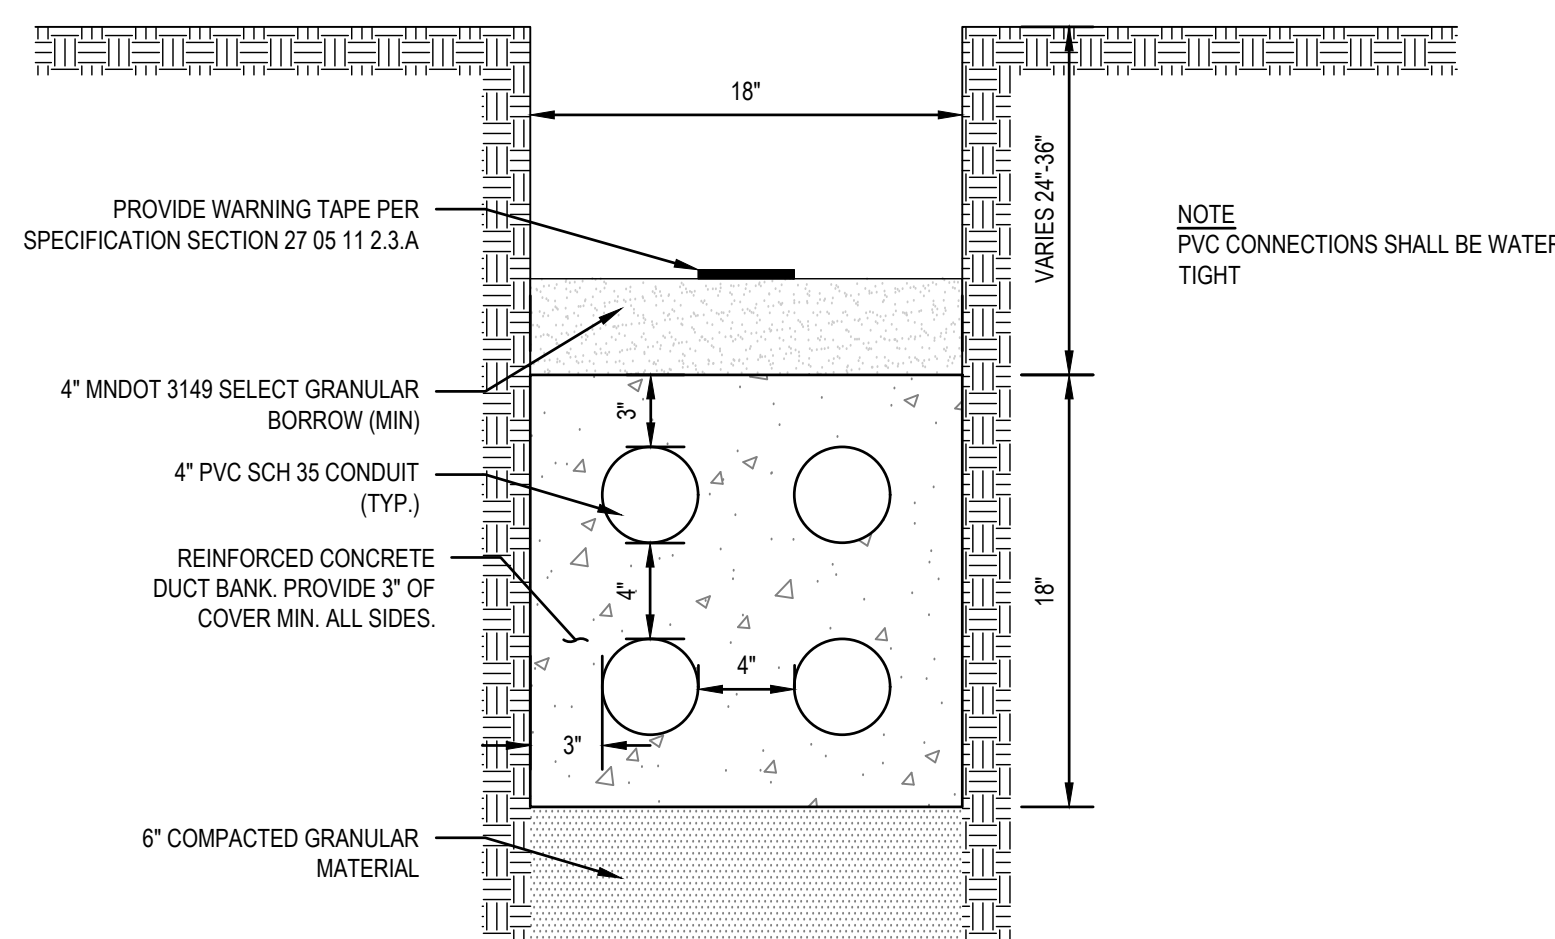 18"
PROVIDE WARNING TAPE PER
SPECIFICATION SECTION 27 05 11 2.3.A
VARIES 24"-36"
NOTE
PVC CONNECTIONS SHALL BE WATER
TIGHT
4" MNDOT 3149 SELECT GRANULAR
BORROW (MIN)
3"
4" PVC SCH 35 CONDUIT
(TYP.)
REINFORCED CONCRETE
DUCT BANK. PROVIDE 3" OF
COVER MIN. ALL SIDES.
4"
18"
4"
3"
6" COMPACTED GRANULAR
MATERIAL